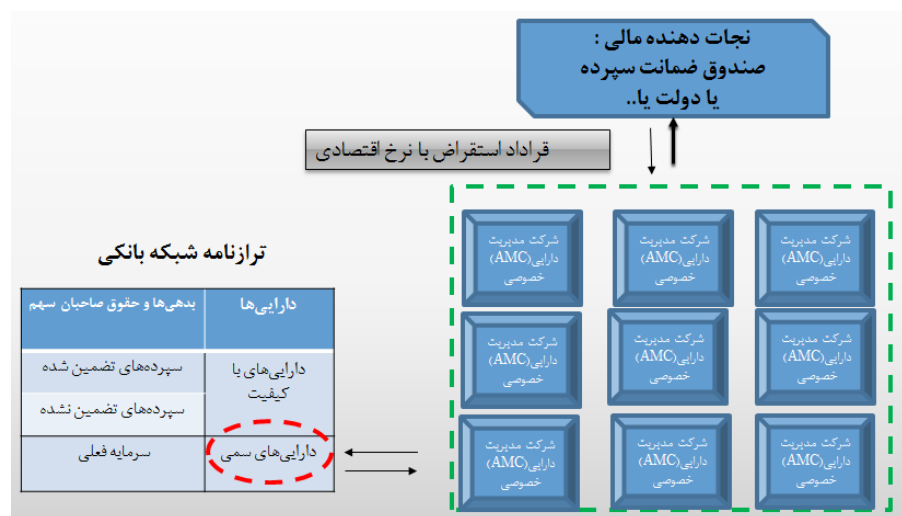 نجات دهنده مالی :
صندوق ضمانت سپرده
یا دولت یا..
قراداد استقراض با نرخ اقتصادی
شرکت مدیریت
دارایی(AMC)
خصوصی
شرکت مدیریت
دارایی(AMC)
خصوصی
شرکت مدیریت
دارایی(AMC)
خصوصی
شرکت مدیریت
دارایی(AMC)
خصوصی
شرکت مدیریت
دارایی(AMC)
خصوصی
شرکت مدیریت
دارایی(AMC)
خصوصی
شرکت مدیریت
دارایی(AMC)
خصوصی
شرکت مدیریت
دارایی(AMC)
خصوصی
شرکت مدیریت
دارایی(AMC)
خصوصی
ترازنامه شبکه بانکی
دارایی‌ها
بدهی‌ها و حقوق صاحبان سهم
دارایی‌های با
کیفیت
سپرده‌های تضمین شده
سپرده‌های تضمین نشده
دارایی‌های سمی
سرمایه فعلی